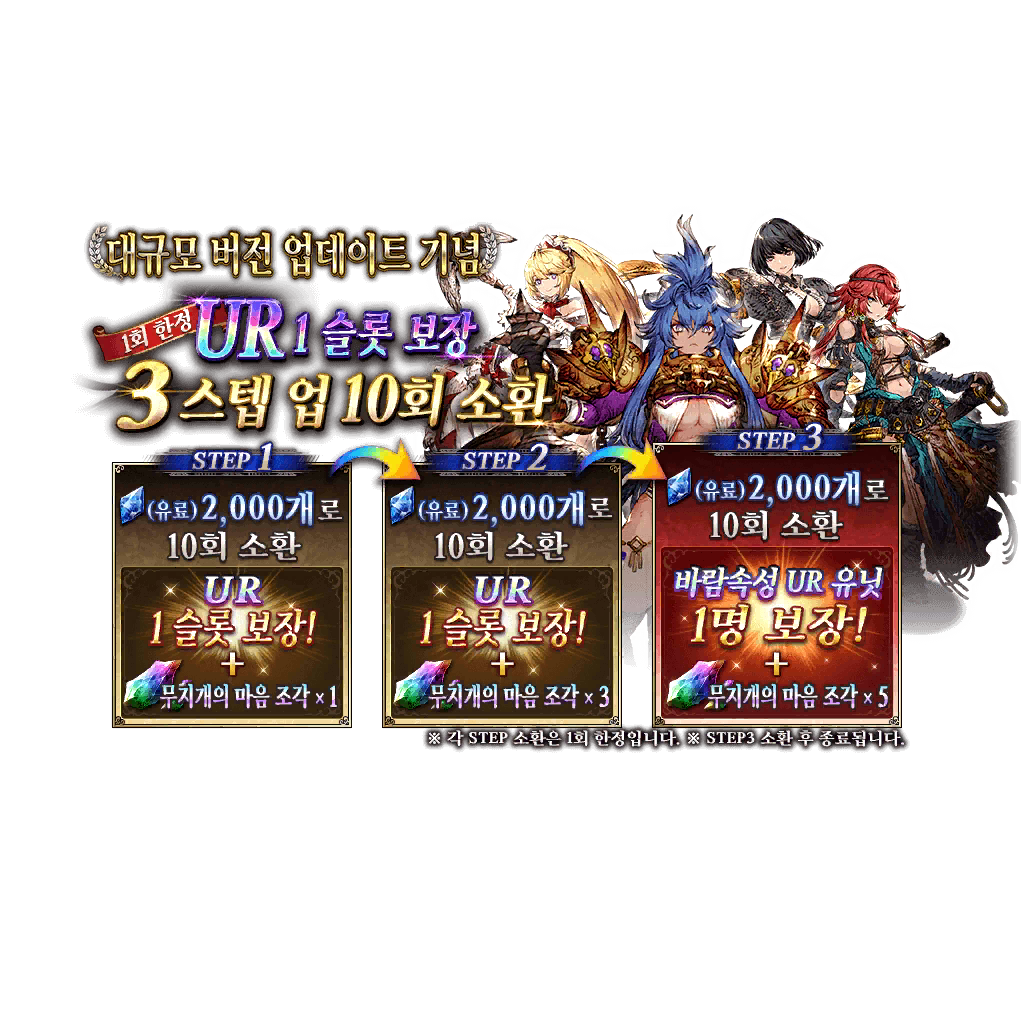 대규모 버전 업데이트 기념
1회 한정 UR 1 슬롯 보장
3 스텝 업 10회 소환
STEP 1
(유료) 2,000개로
10회 소환
UR
1 슬롯 보장!
+
무지개의 마음 조각 × 1
STEP 2
(유료) 2,000개로
10회 소환
UR
1 슬롯 보장!
+
무지개의 마음 조각 × 3
STEP 3
(유료) 2,000개로
10회 소환
바람속성 UR 유닛
1명 보장!
+
무지개의 마음 조각 × 5
※ 각 STEP 소환은 1회 한정입니다. ※ STEP3 소환 후 종료됩니다.